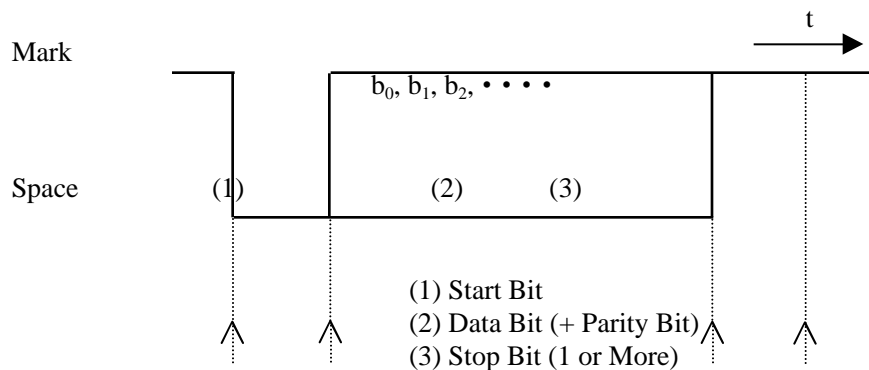 t
Mark
b₀, b₁, b₂, • • • •
Space (1) (2) (3)
(1) Start Bit
(2) Data Bit (+ Parity Bit)
(3) Stop Bit (1 or More)